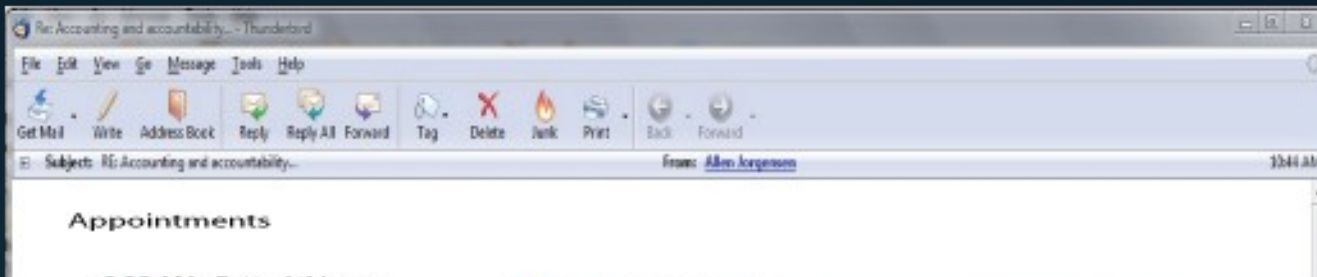 Re: Accounting and accountability... - Thunderbird
File Edit View Go Message Tools Help
Get Mail Write Address Book Reply Reply All Forward Tag Delete Junk Print Back Forward
Subject: RE: Accounting and accountability... From: Allen Jorgensen 10:44 AM
Appointments